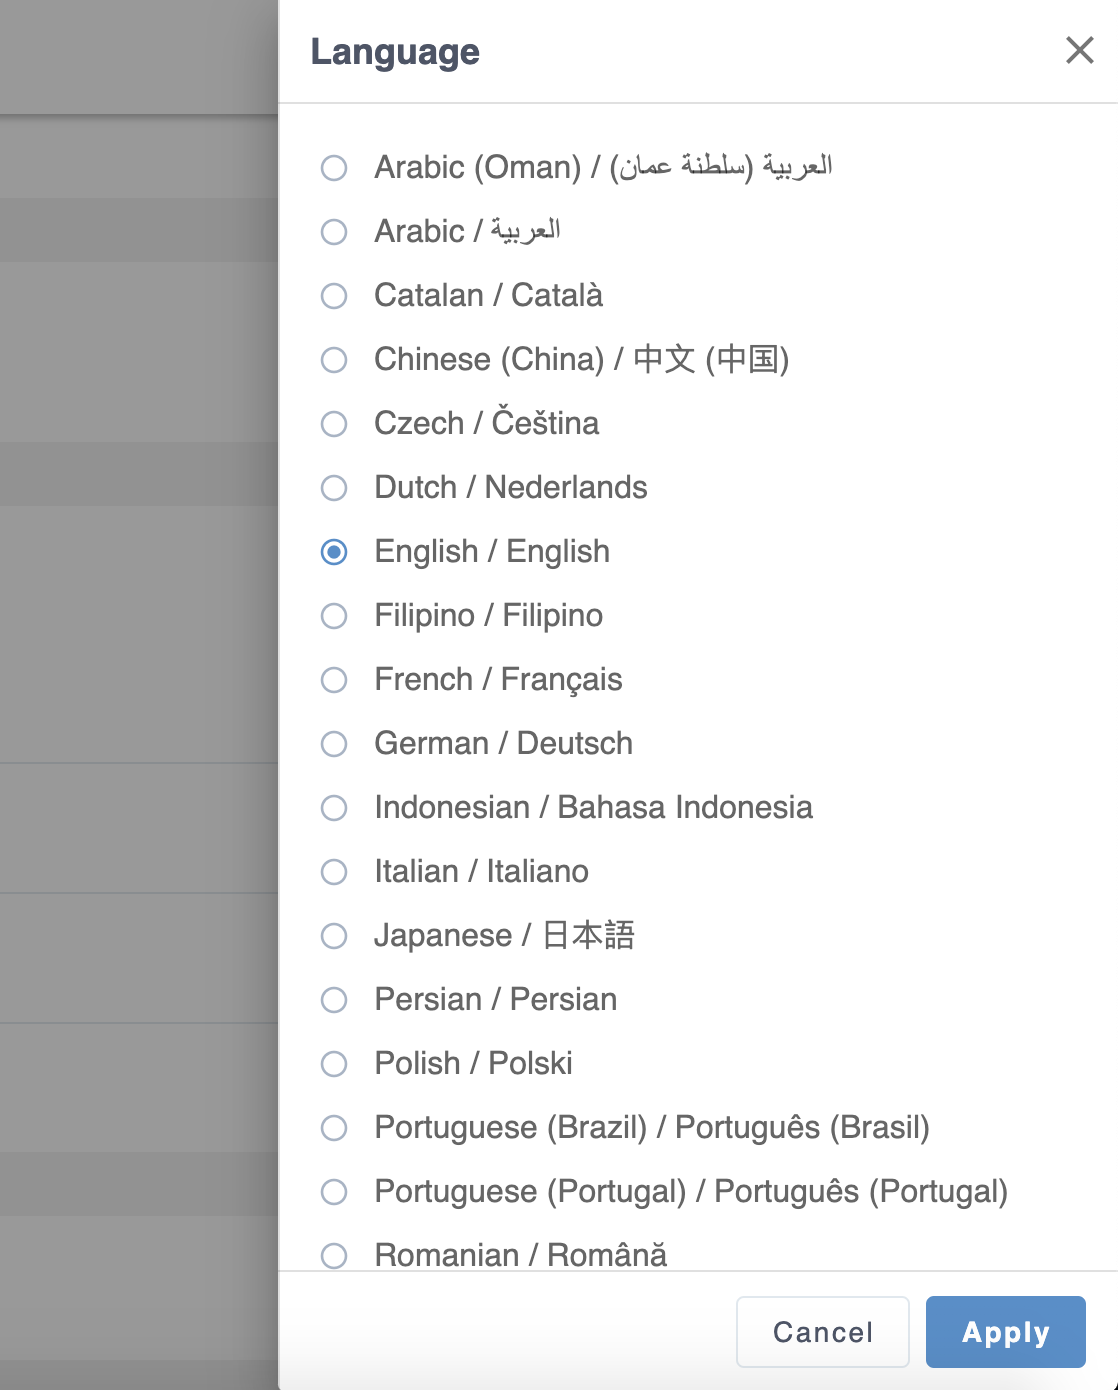 Language
Arabic (Oman) / العربية (سلطنة عمان)
Arabic / العربية
Catalan / Català
Chinese (China) / 中文 (中国)
Czech / Čeština
Dutch / Nederlands
English / English
Filipino / Filipino
French / Français
German / Deutsch
Indonesian / Bahasa Indonesia
Italian / Italiano
Japanese / 日本語
Persian / Persian
Polish / Polski
Portuguese (Brazil) / Português (Brasil)
Portuguese (Portugal) / Português (Portugal)
Romanian / Română
Cancel
Apply